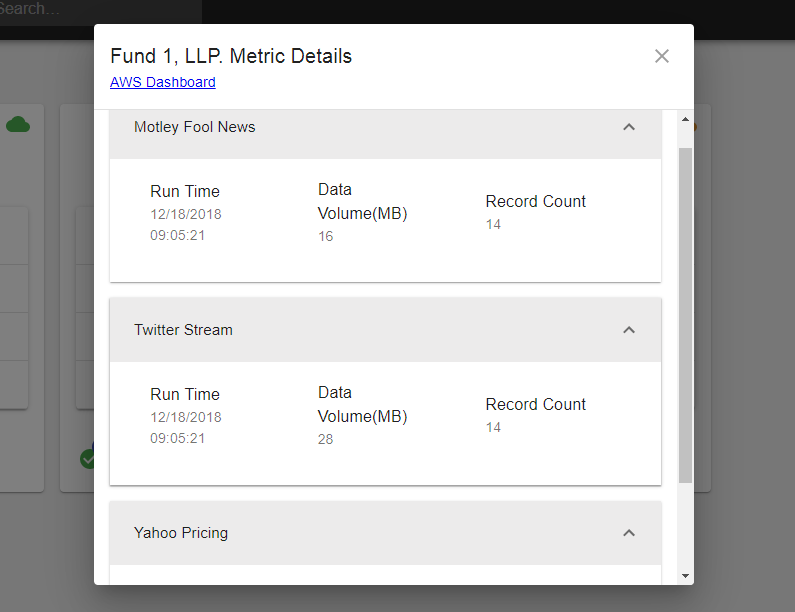 Search...
Fund 1, LLP. Metric Details
AWS Dashboard
Motley Fool News
Run Time
12/18/2018
09:05:21
Data
Volume(MB)
16
Record Count
14
Twitter Stream
Run Time
12/18/2018
09:05:21
Data
Volume(MB)
28
Record Count
14
Yahoo Pricing